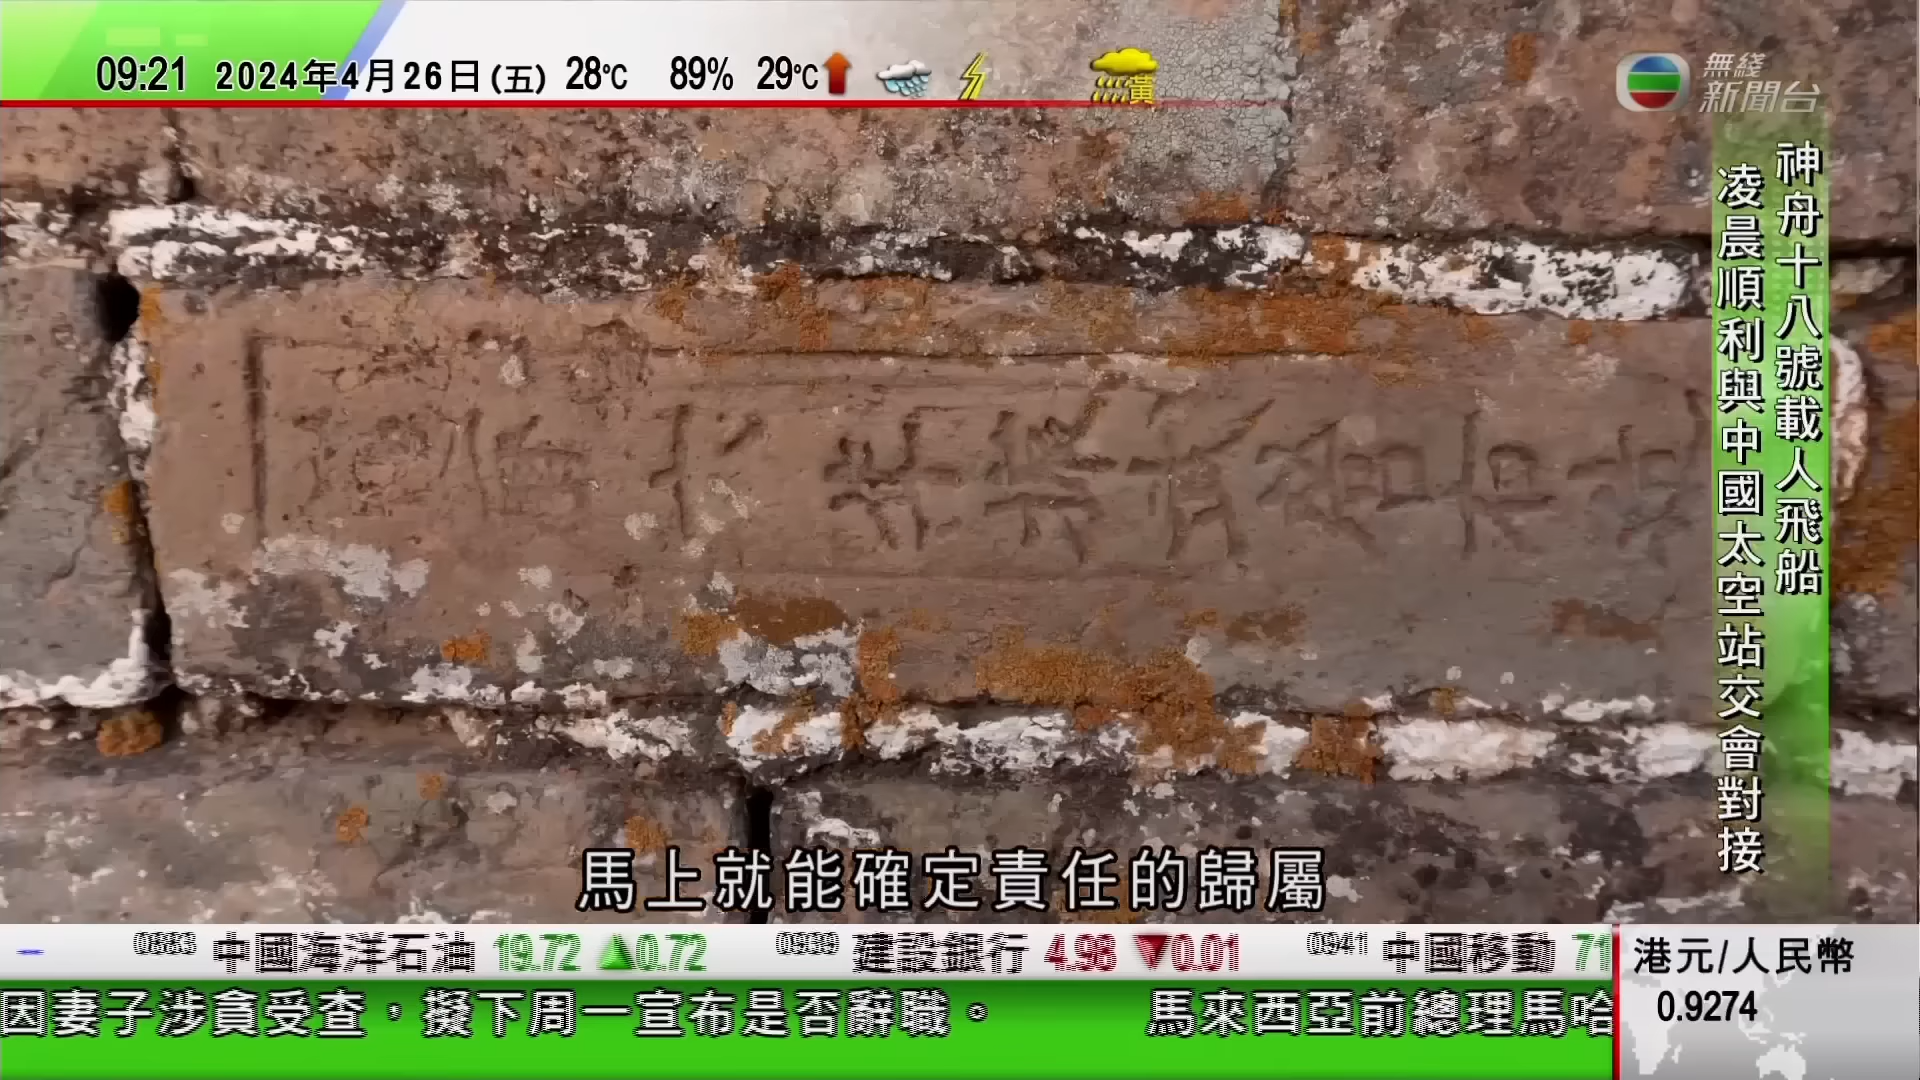 09:21 2024年4月26日(五) 28℃ 89% 29℃
黃
無綫
新聞台
神舟十八號載人飛船
凌晨順利與中國太空站交會對接
馬上就能確定責任的歸屬
0883 中國海洋石油 19.72 ▲0.72 0939 建設銀行 4.98 ▼0.01 0941 中國移動 71
港元/人民幣
0.9274
因妻子涉貪受查，擬下周一宣布是否辭職。 馬來西亞前總理馬哈